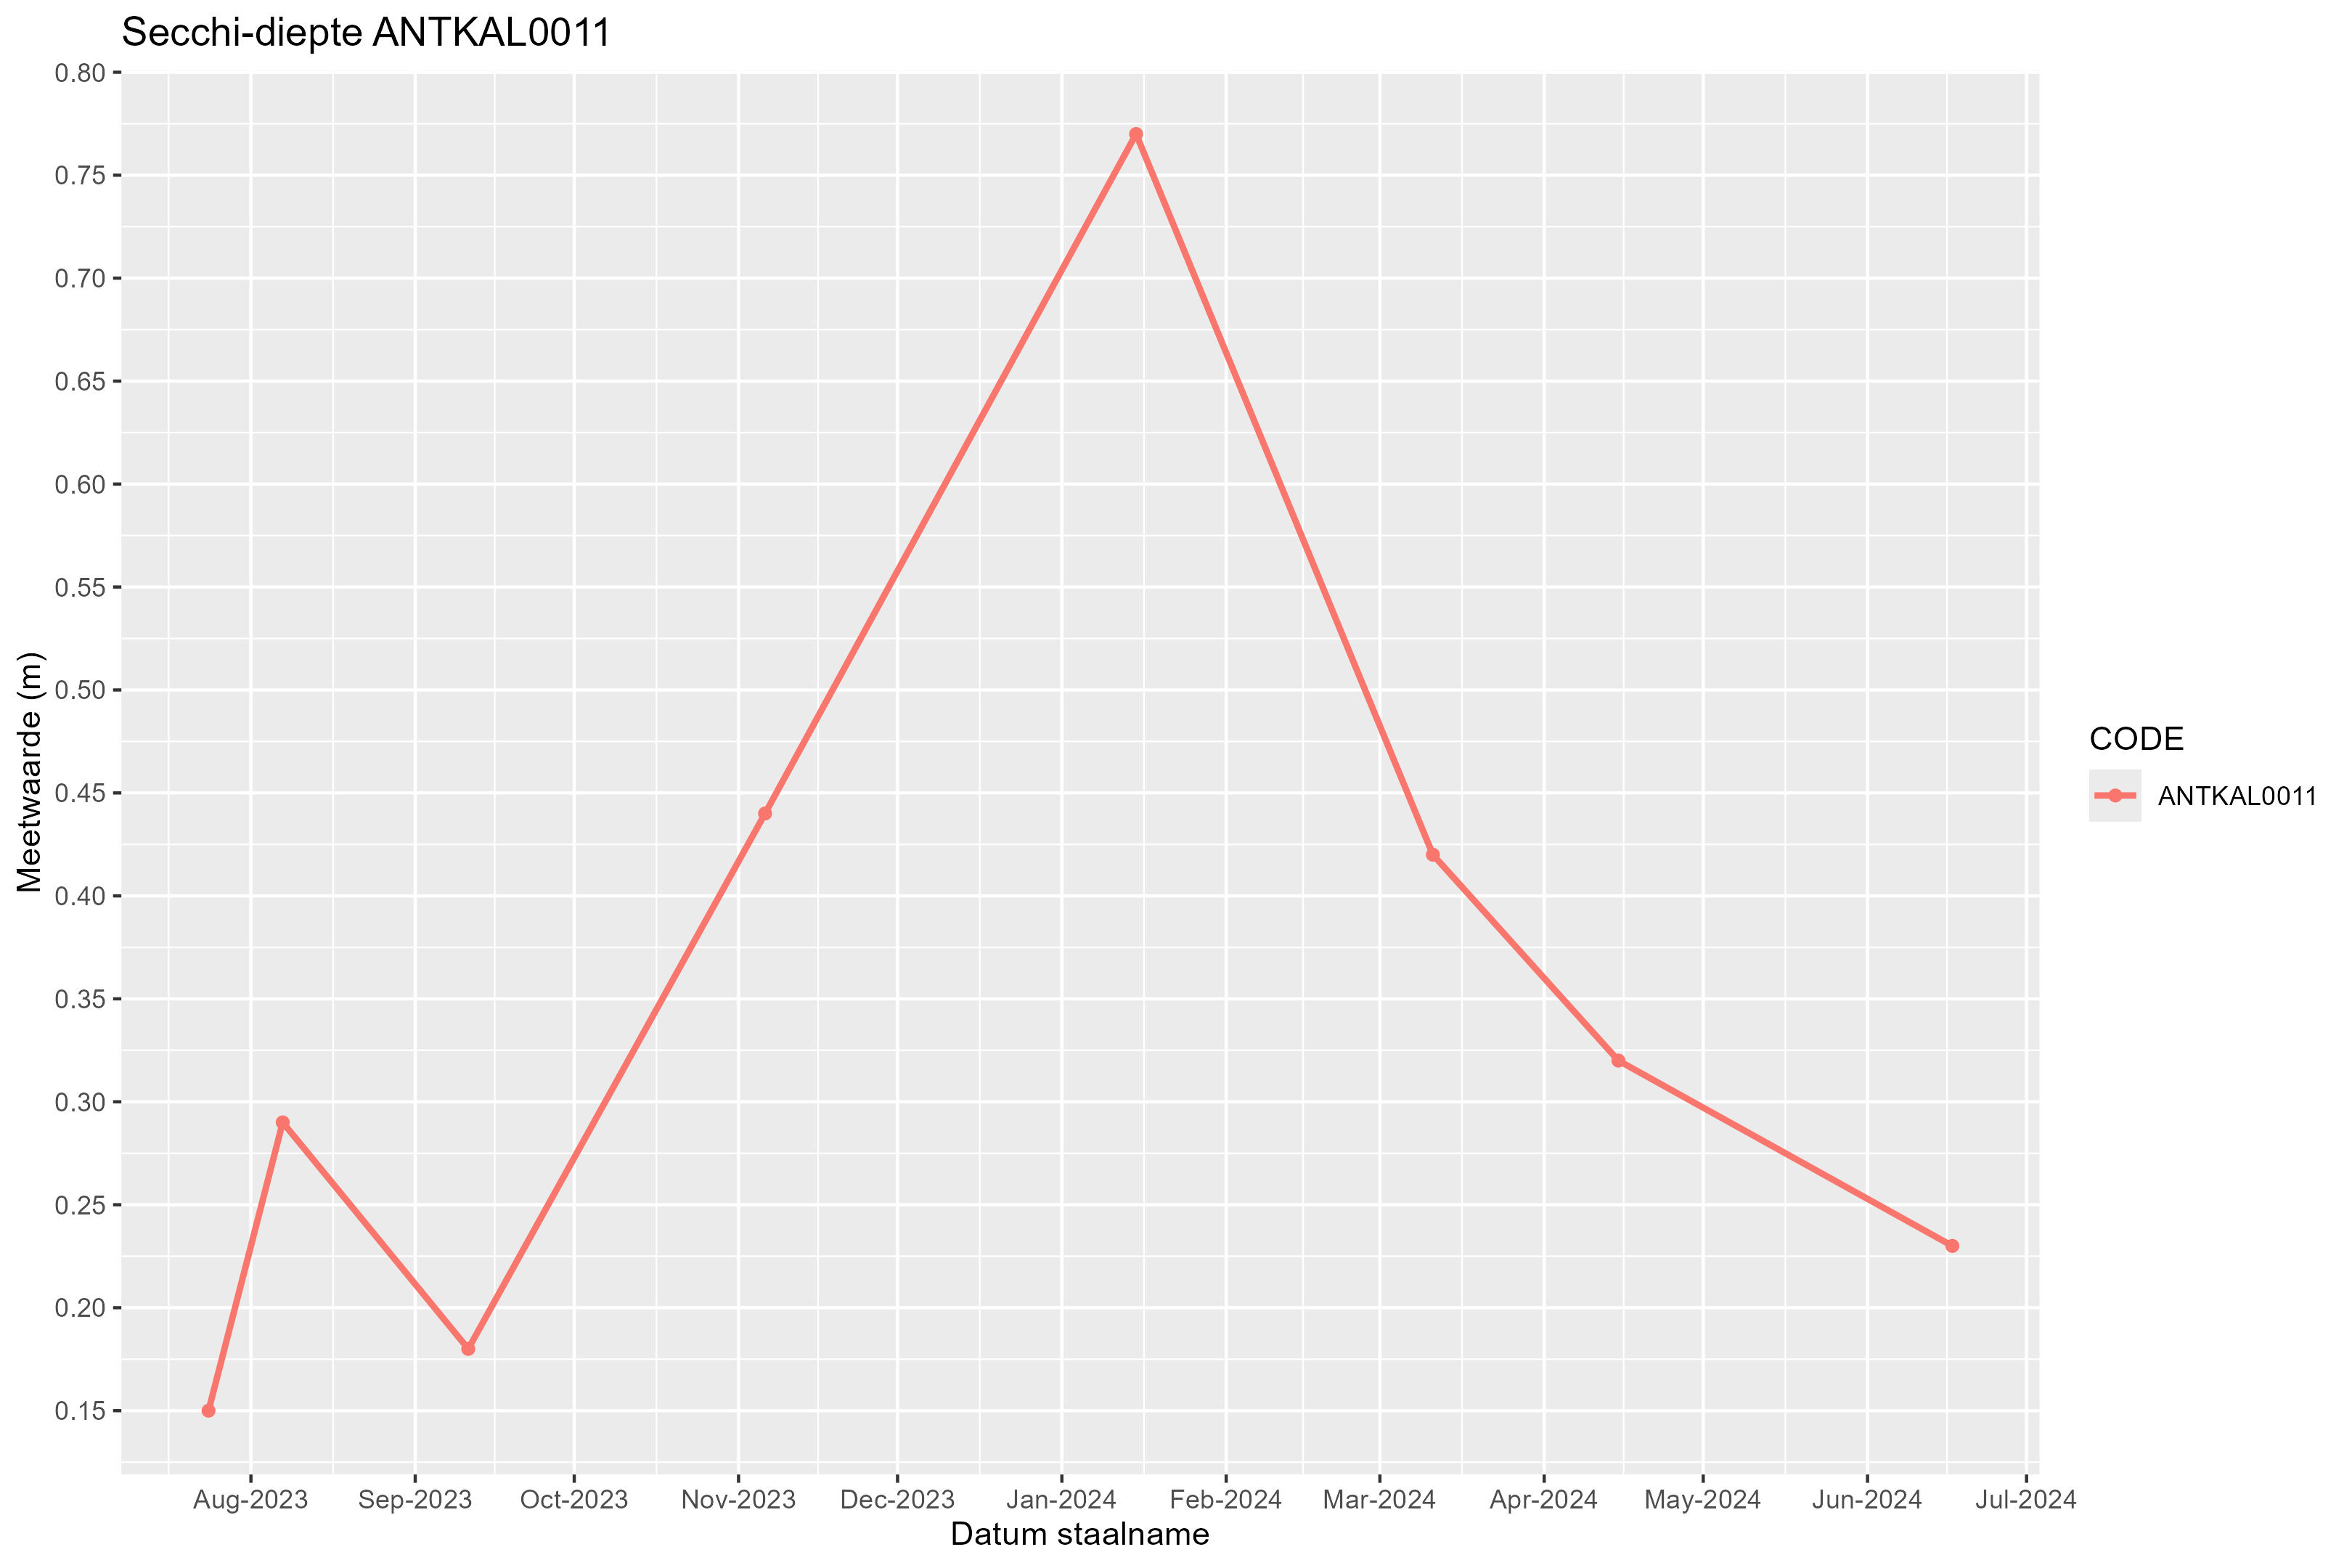 Secchi-diepte ANTKAL0011
Meetwaarde (m)
0.80
0.75
0.70
0.65
0.60
0.55
0.50
0.45
0.40
0.35
0.30
0.25
0.20
0.15
Aug-2023 Sep-2023 Oct-2023 Nov-2023 Dec-2023 Jan-2024 Feb-2024 Mar-2024 Apr-2024 May-2024 Jun-2024 Jul-2024
Datum staalname
CODE
ANTKAL0011